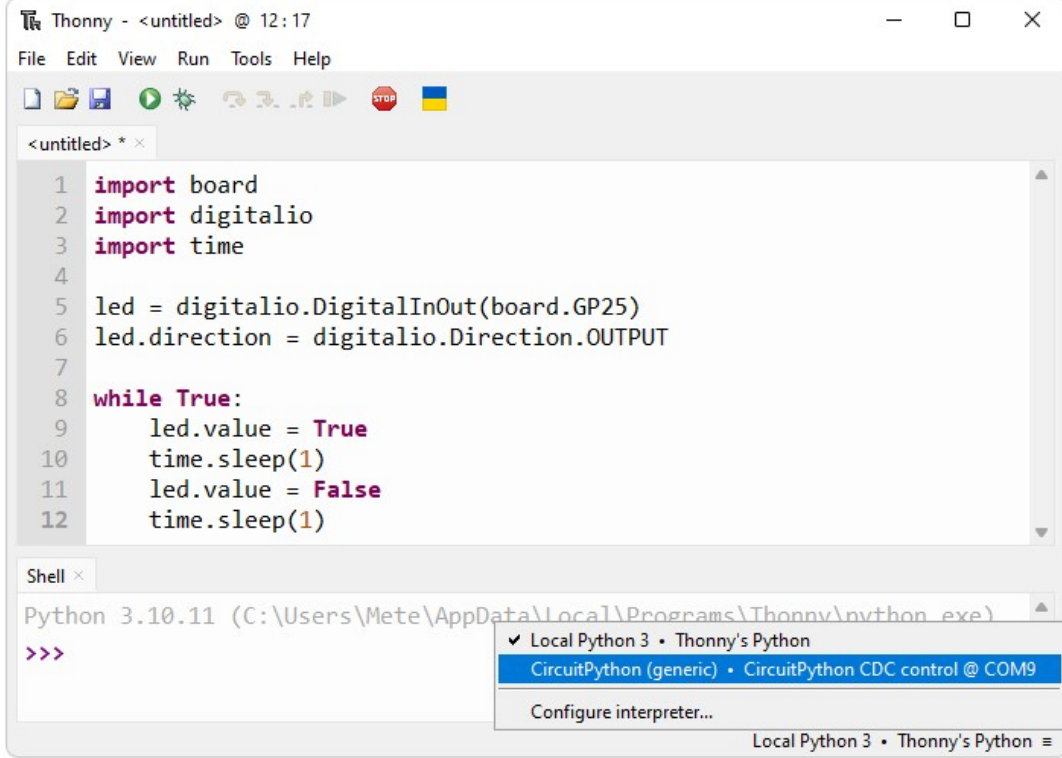 Thonny - <untitled> @ 12:17
File Edit View Run Tools Help
STOP
<untitled> * ×
1 import board
2 import digitalio
3 import time
4
5 led = digitalio.DigitalInOut(board.GP25)
6 led.direction = digitalio.Direction.OUTPUT
7
8 while True:
9     led.value = True
10     time.sleep(1)
11     led.value = False
12     time.sleep(1)
Shell ×
Python 3.10.11 (C:\Users\Mete\AppData\Local\Programs\Thonny\python.exe)
>>>
✔ Local Python 3 • Thonny's Python
CircuitPython (generic) • CircuitPython CDC control @ COM9
Configure interpreter...
Local Python 3 • Thonny's Python ≡